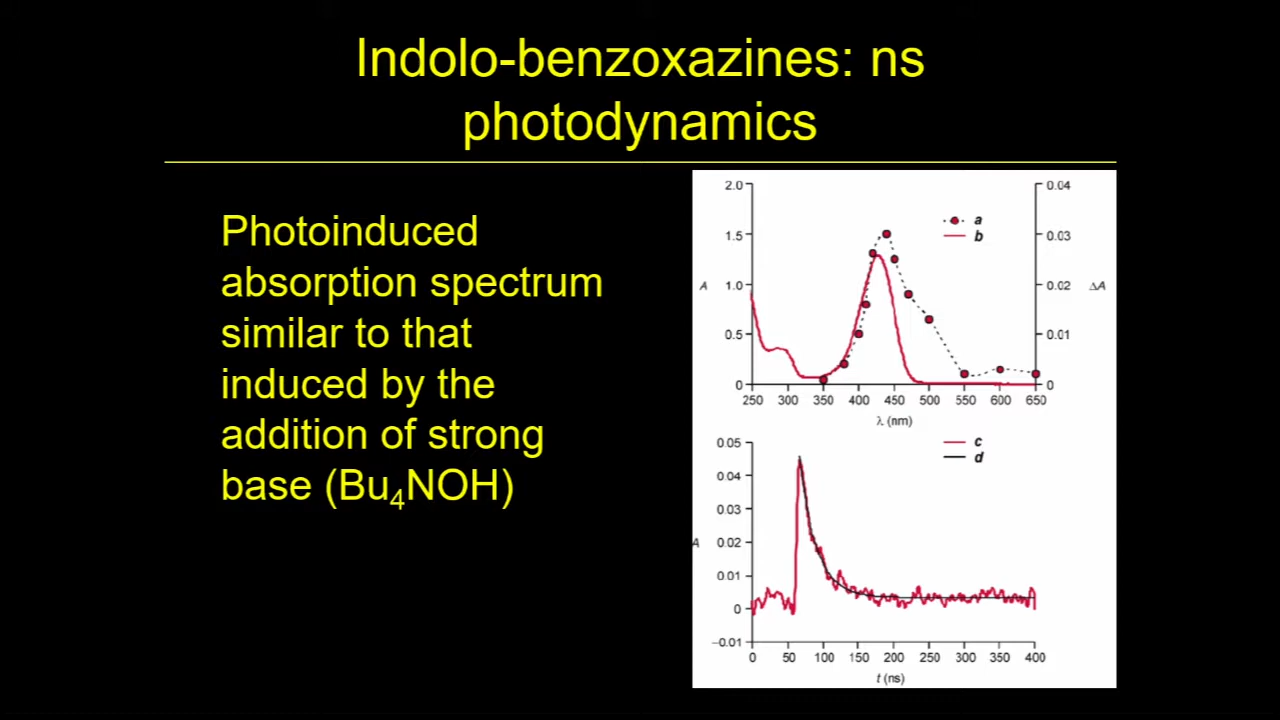 Indolo-benzoxazines: ns
photodynamics
Photoinduced
absorption spectrum
similar to that
induced by the
addition of strong
base (Bu₄NOH)
2.0
1.5
1.0
0.5
0
A
0.04
0.03
0.02
0.01
0
ΔA
a
b
250 300 350 400 450 500 550 600 650
λ (nm)
0.05
0.04
0.03
0.02
0.01
0
−0.01
A
c
d
0 50 100 150 200 250 300 350 400
t (ns)